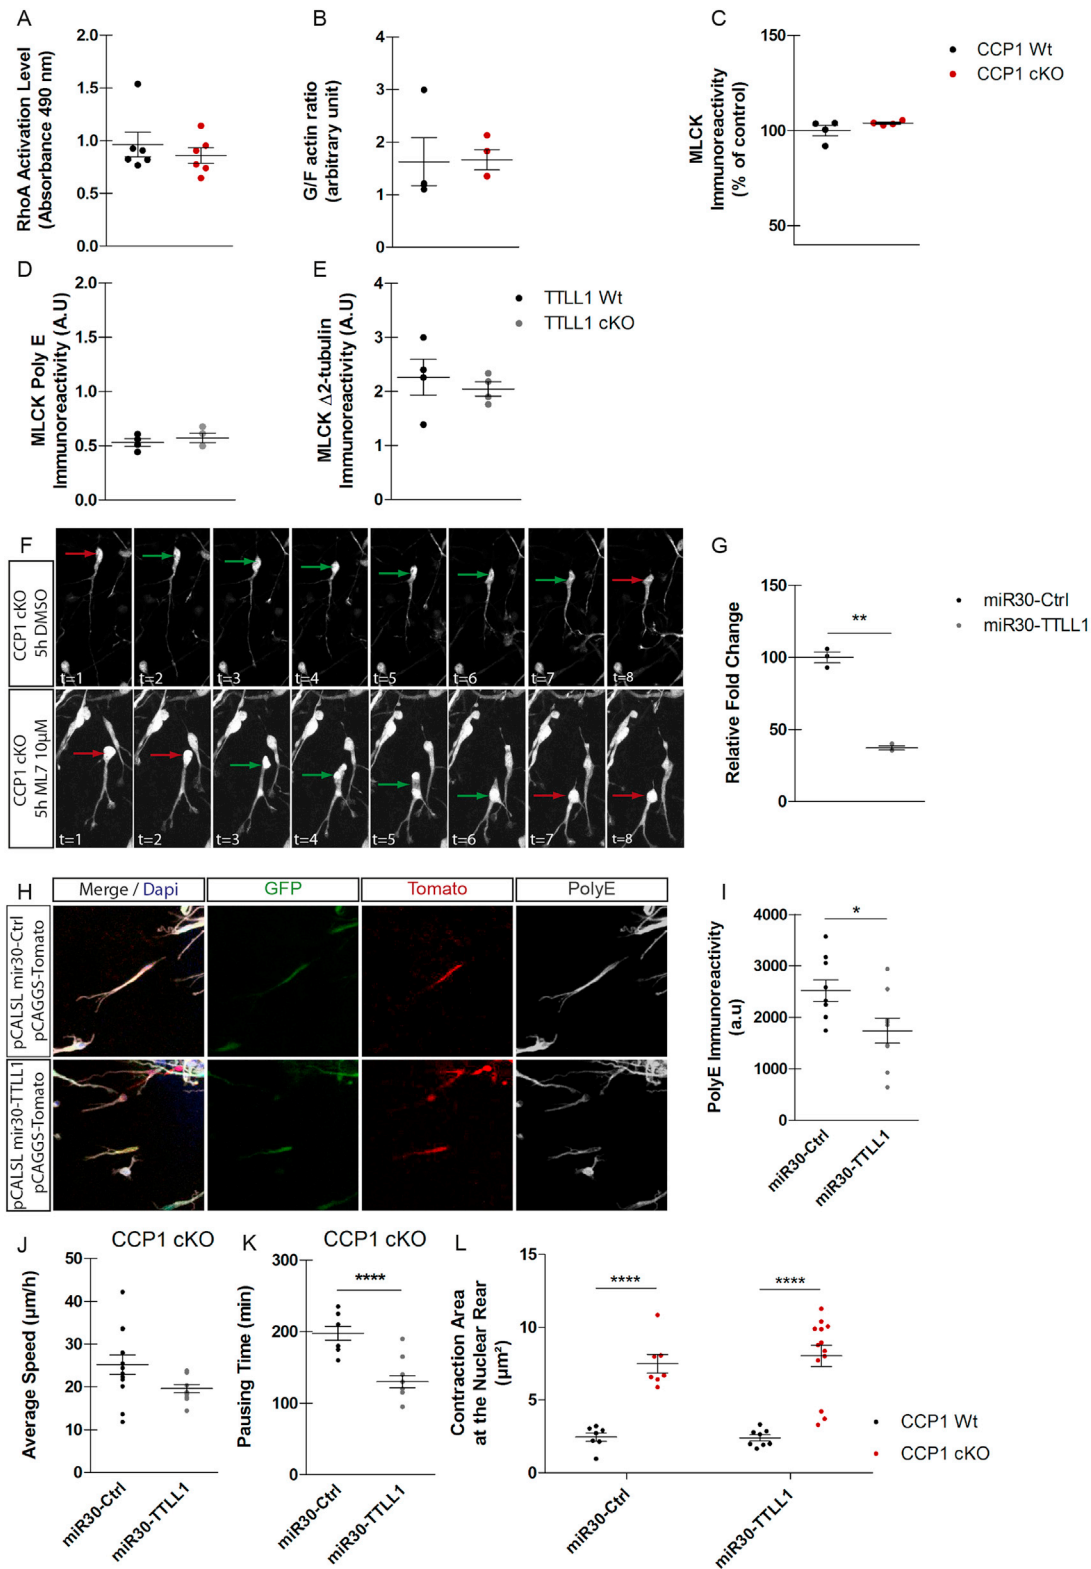 A
RhoA Activation Level
(Absorbance 490 nm)
2.0
1.5
1.0
0.5
0.0
B
G/F actin ratio
(arbitrary unit)
4
3
2
1
0
C
MLCK
Immunoreactivity
(% of control)
150
100
50
CCP1 Wt
CCP1 cKO
D
MLCK Poly E
Immunoreactivity (A.U)
2.0
1.5
1.0
0.5
0.0
E
MLCK Δ2-tubulin
Immunoreactivity (A.U)
4
3
2
1
0
TTLL1 Wt
TTLL1 cKO
F
CCP1 cKO
5h DMSO
t=1 t=2 t=3 t=4 t=5 t=6 t=7 t=8
CCP1 cKO
5h ML7 10µM
t=1 t=2 t=3 t=4 t=5 t=6 t=7 t=8
G
Relative Fold Change
150
100
50
0
**
miR30-Ctrl
miR30-TTLL1
H
Merge / Dapi GFP Tomato PolyE
pCALSL mir30-Ctrl
pCAGGS-Tomato
pCALSL mir30-TTLL1
pCAGGS-Tomato
I
PolyE Immunoreactivity
(a.u)
4000
3000
2000
1000
0
*
miR30-Ctrl
miR30-TTLL1
J
CCP1 cKO
Average Speed (µm/h)
50
40
30
20
10
0
miR30-Ctrl
miR30-TTLL1
K
CCP1 cKO
Pausing Time (min)
300
200
100
0
****
miR30-Ctrl
miR30-TTLL1
L
Contraction Area
at the Nuclear Rear
(µm²)
15
10
5
0
****
****
miR30-Ctrl
miR30-TTLL1
CCP1 Wt
CCP1 cKO